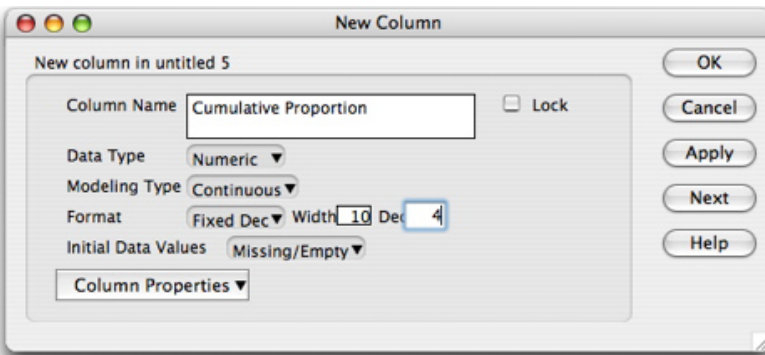 New Column
New column in untitled 5
OK
Column Name Cumulative Proportion Lock
Cancel
Data Type Numeric
Apply
Modeling Type Continuous
Next
Format Fixed Dec Width 10 Dec 4
Initial Data Values Missing/Empty
Help
Column Properties